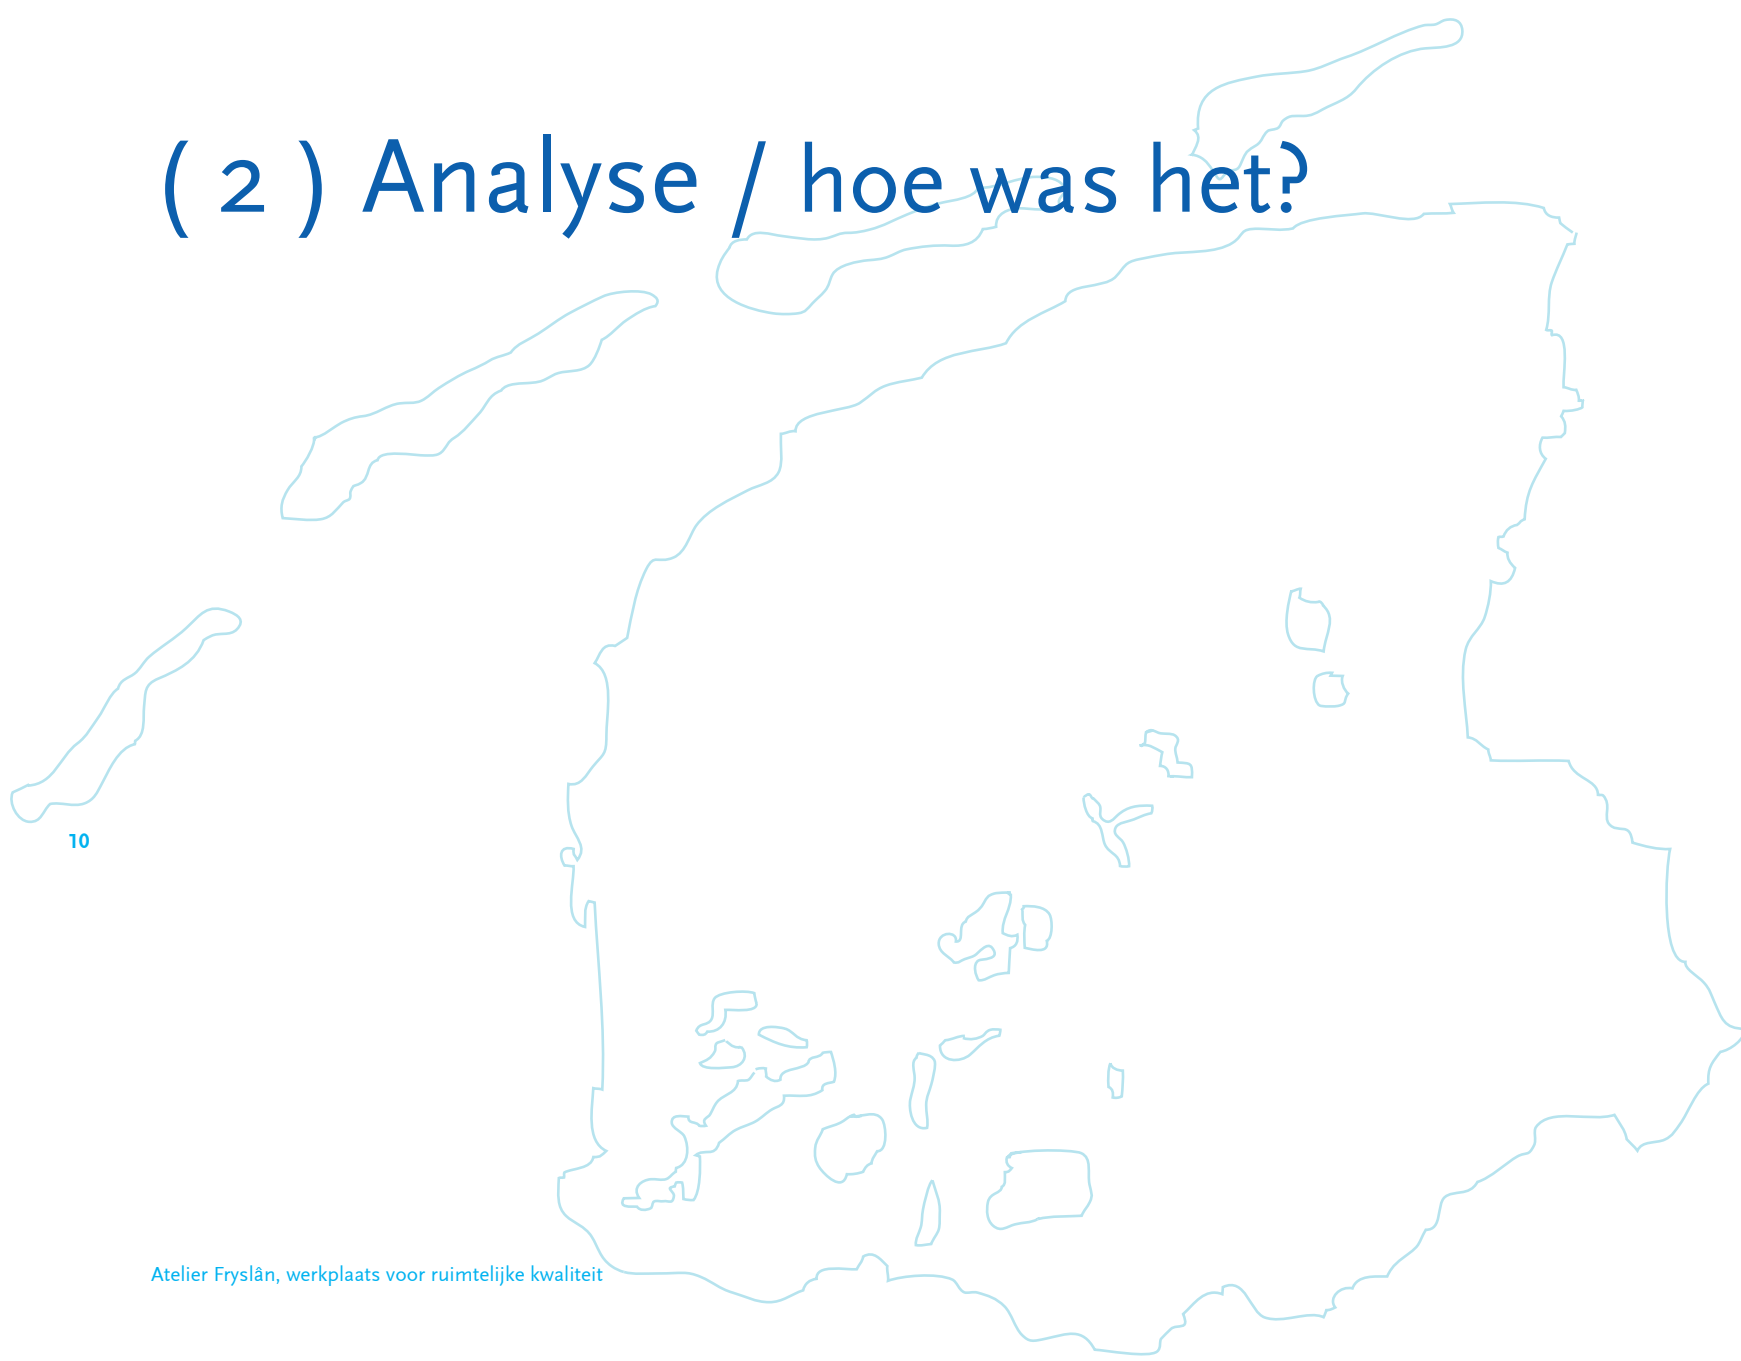 ( 2 ) Analyse / hoe was het?
10
Atelier Fryslân, werkplaats voor ruimtelijke kwaliteit